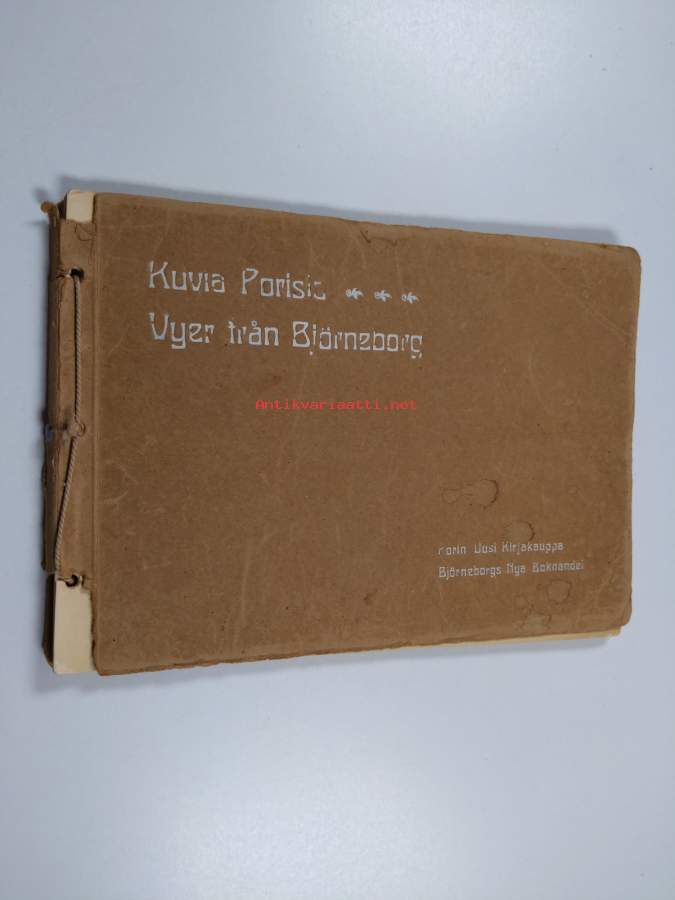 Kuvia Porista
Vyer från Björneborg
Antikvariaatti.net
Porin Uusi Kirjakauppa
Björneborgs Nya Bokhandel